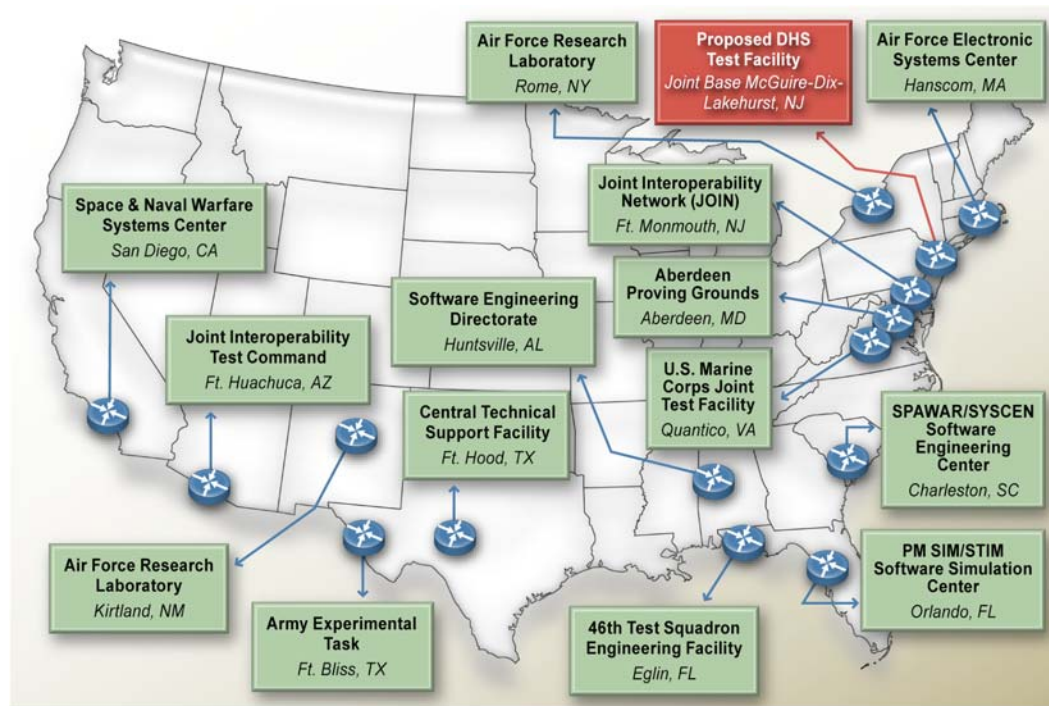 Air Force Research
Laboratory
Rome, NY
Proposed DHS
Test Facility
Joint Base McGuire-Dix-
Lakehurst, NJ
Air Force Electronic
Systems Center
Hanscom, MA
Space & Naval Warfare
Systems Center
San Diego, CA
Joint Interoperability
Network (JOIN)
Ft. Monmouth, NJ
Software Engineering
Directorate
Huntsville, AL
Aberdeen
Proving Grounds
Aberdeen, MD
Joint Interoperability
Test Command
Ft. Huachuca, AZ
Central Technical
Support Facility
Ft. Hood, TX
U.S. Marine
Corps Joint
Test Facility
Quantico, VA
SPAWAR/SYSCEN
Software
Engineering
Center
Charleston, SC
Air Force Research
Laboratory
Kirtland, NM
Army Experimental
Task
Ft. Bliss, TX
46th Test Squadron
Engineering Facility
Eglin, FL
PM SIM/STIM
Software Simulation
Center
Orlando, FL